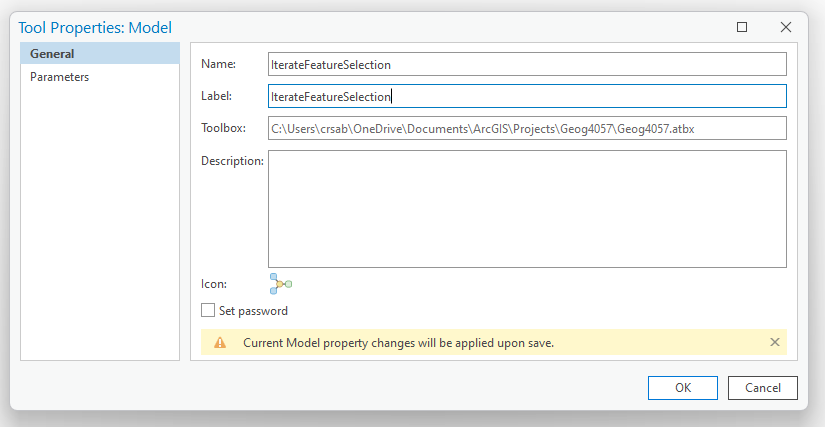 Tool Properties: Model
General
Parameters
Name: IterateFeatureSelection
Label: IterateFeatureSelection
Toolbox: C:\Users\crsab\OneDrive\Documents\ArcGIS\Projects\Geog4057\Geog4057.atbx
Description:
Icon:
Set password
Current Model property changes will be applied upon save.
OK Cancel